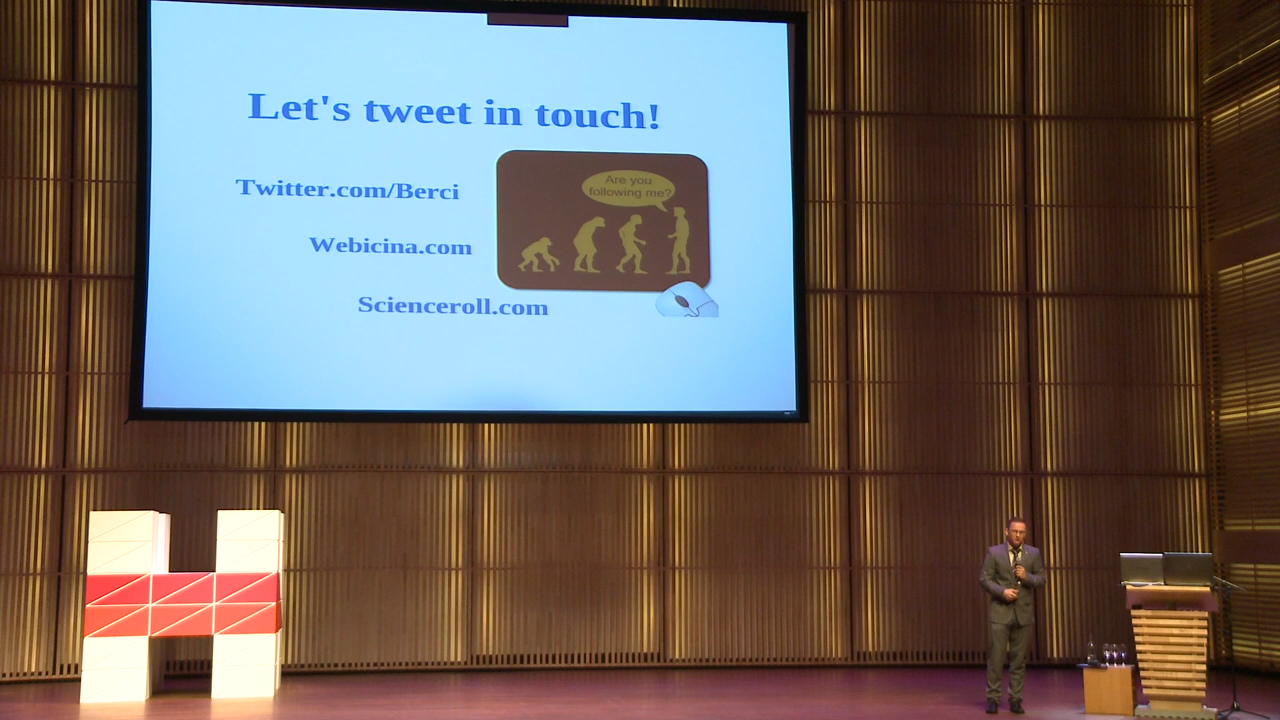 Let's tweet in touch!
Twitter.com/Berci
Are you
following me?
Webicina.com
Scienceroll.com
H